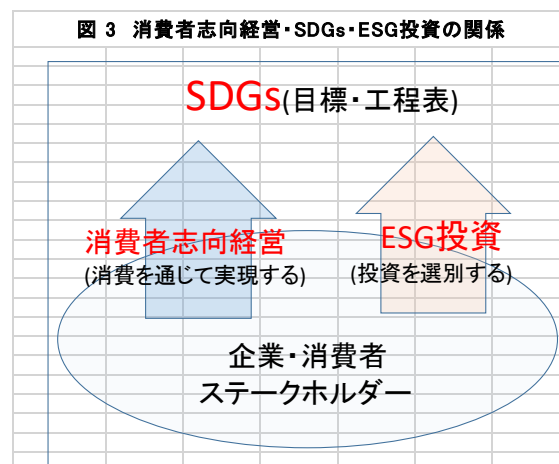 図 3 消費者志向経営・SDGs・ESG投資の関係
SDGs(目標・工程表)
消費者志向経営
(消費を通じて実現する)
ESG投資
(投資を選別する)
企業・消費者
ステークホルダー